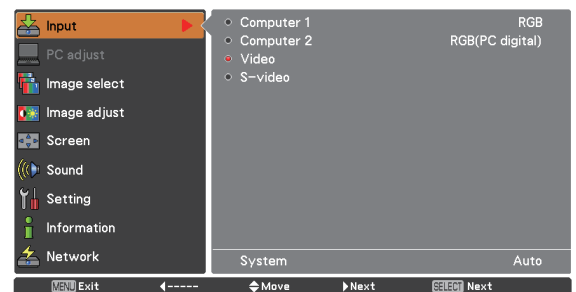 Input
PC adjust
Image select
Image adjust
Screen
Sound
Setting
Information
Network
Computer 1 RGB
Computer 2 RGB(PC digital)
Video
S-video
System Auto
MENU Exit ----- Move Next SELECT Next